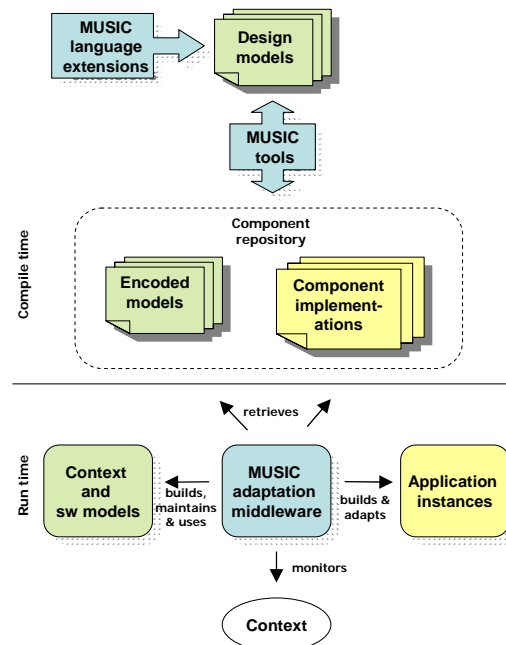 MUSIC
language
extensions
Design
models
MUSIC
tools
Compile time
Component
repository
Encoded
models
Component
implement-
ations
Run time
retrieves
Context
and
sw models
builds,
maintains
& uses
MUSIC
adaptation
middleware
builds &
adapts
Application
instances
monitors
Context